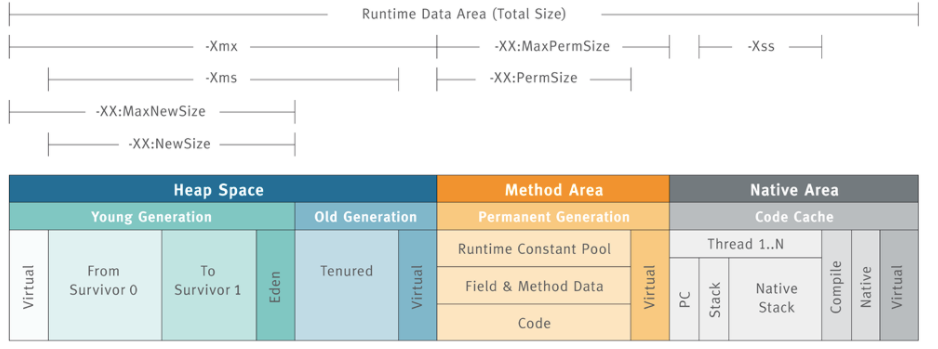 Runtime Data Area (Total Size)
-Xmx
-XX:MaxPermSize
-Xss
-Xms
-XX:PermSize
-XX:MaxNewSize
-XX:NewSize
Heap Space
Method Area
Native Area
Young Generation
Old Generation
Permanent Generation
Code Cache
Virtual
From
Survivor 0
To
Survivor 1
Eden
Tenured
Virtual
Runtime Constant Pool
Field & Method Data
Code
Virtual
Thread 1..N
PC
Stack
Native
Stack
Compile
Native
Virtual